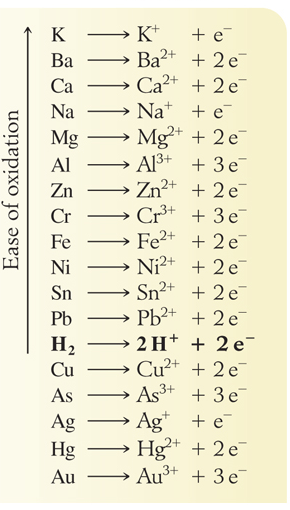 Ease of oxidation
K ⟶ K⁺ + e⁻
Ba ⟶ Ba²⁺ + 2 e⁻
Ca ⟶ Ca²⁺ + 2 e⁻
Na ⟶ Na⁺ + e⁻
Mg ⟶ Mg²⁺ + 2 e⁻
Al ⟶ Al³⁺ + 3 e⁻
Zn ⟶ Zn²⁺ + 2 e⁻
Cr ⟶ Cr³⁺ + 3 e⁻
Fe ⟶ Fe²⁺ + 2 e⁻
Ni ⟶ Ni²⁺ + 2 e⁻
Sn ⟶ Sn²⁺ + 2 e⁻
Pb ⟶ Pb²⁺ + 2 e⁻
H₂ ⟶ 2 H⁺ + 2 e⁻
Cu ⟶ Cu²⁺ + 2 e⁻
As ⟶ As³⁺ + 3 e⁻
Ag ⟶ Ag⁺ + e⁻
Hg ⟶ Hg²⁺ + 2 e⁻
Au ⟶ Au³⁺ + 3 e⁻